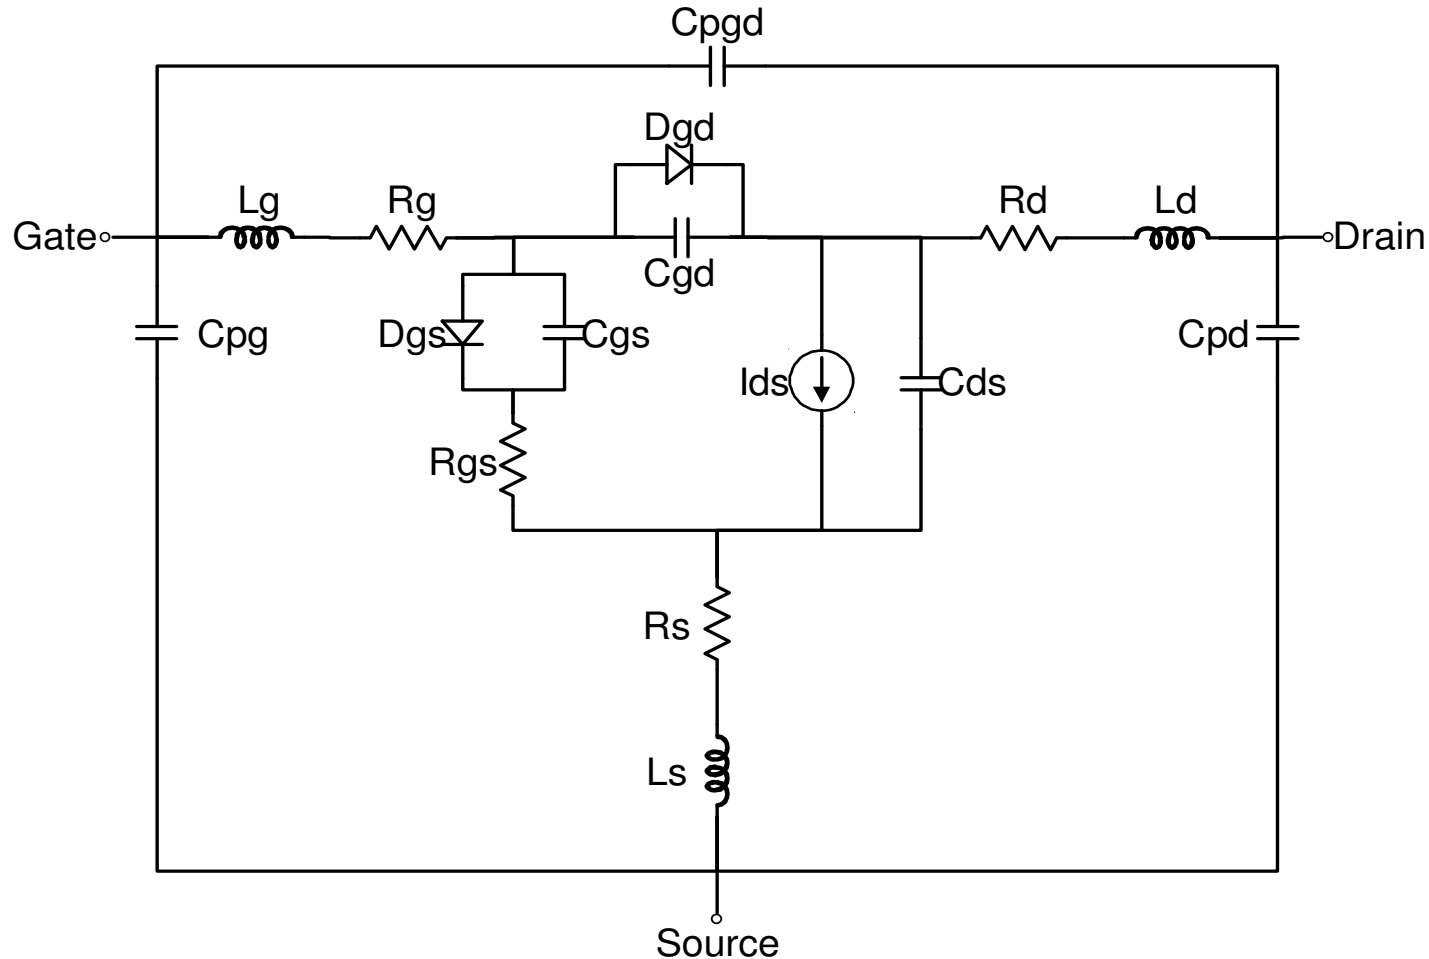 Cpgd
Dgd
Lg
Rg
Rd
Ld
Gate
Drain
Cgd
Cpg
Dgs
Cgs
Cpd
Ids
Cds
Rgs
Rs
Ls
Source